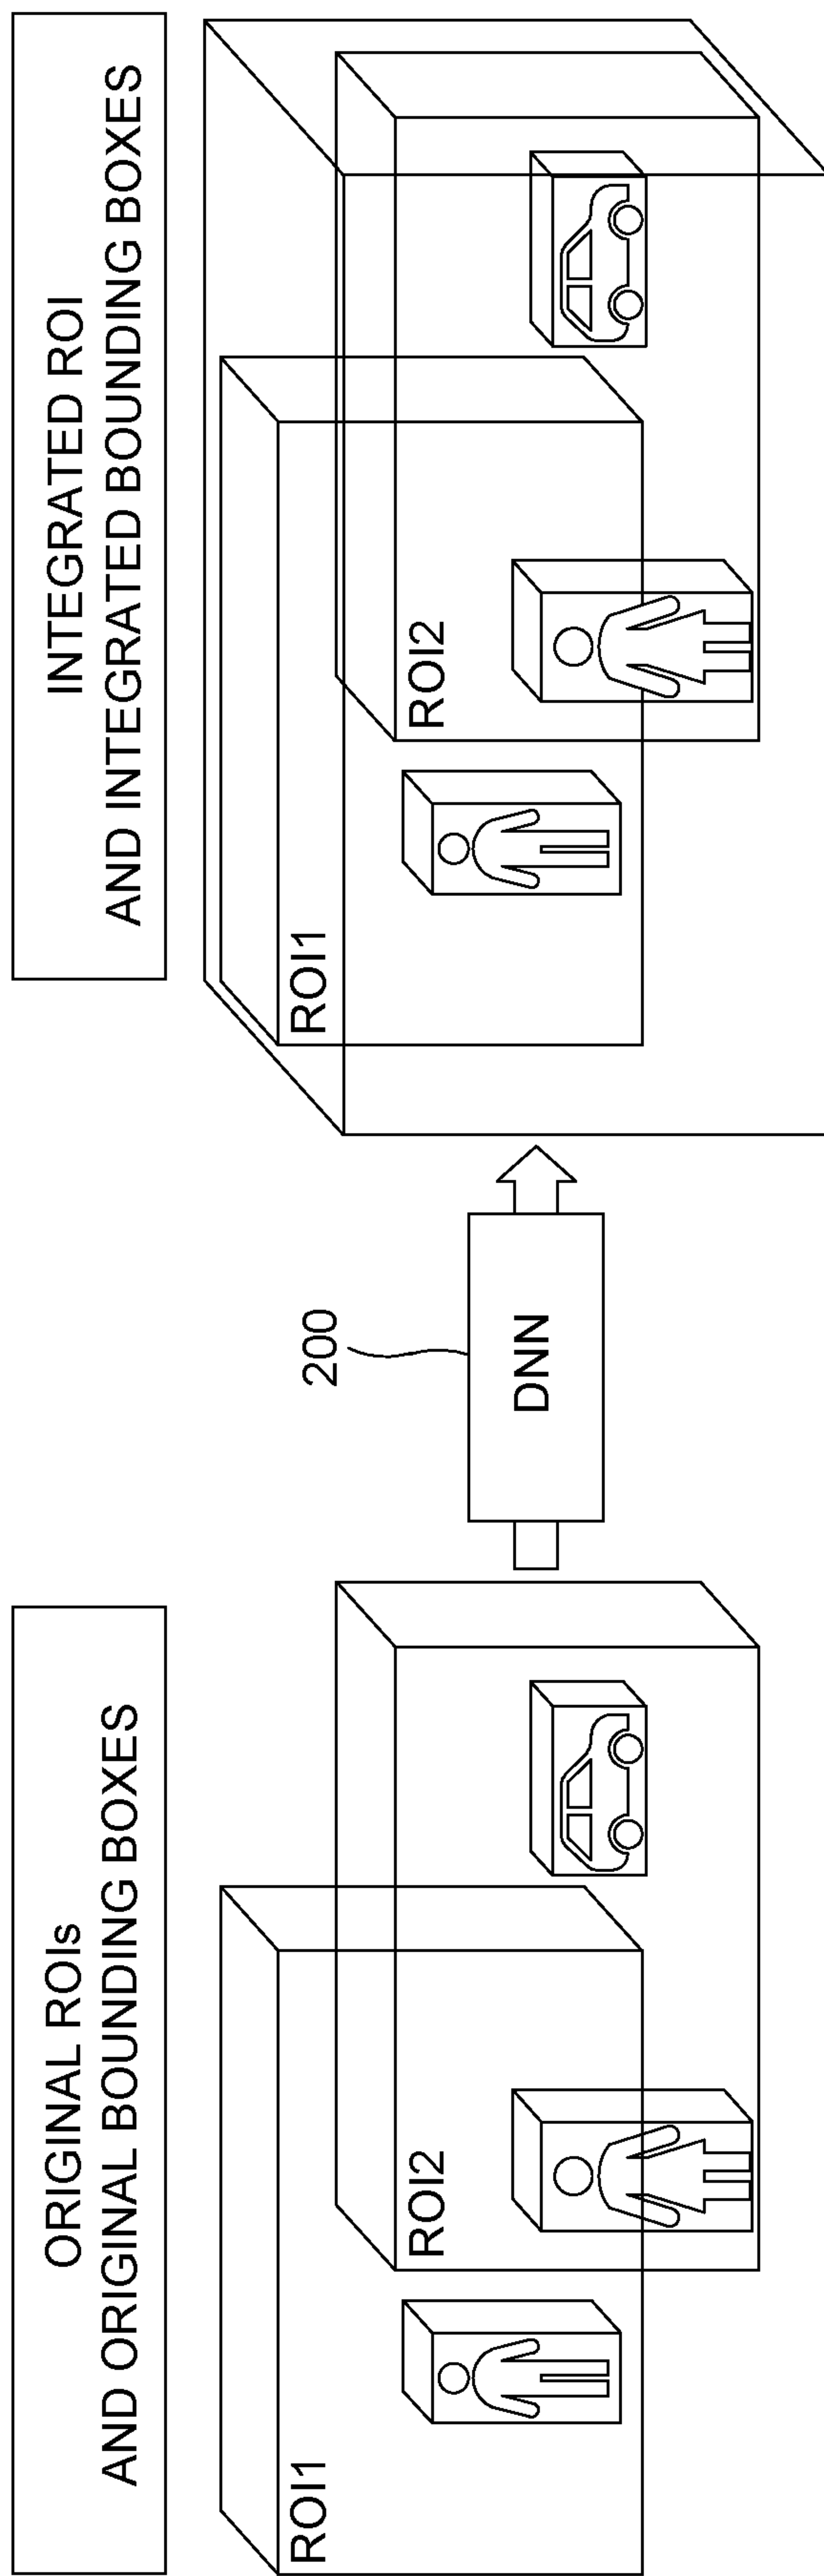 ORIGINAL ROIs
AND ORIGINAL BOUNDING BOXES
ROI1
ROI2
200
DNN
INTEGRATED ROI
AND INTEGRATED BOUNDING BOXES
ROI1
ROI2